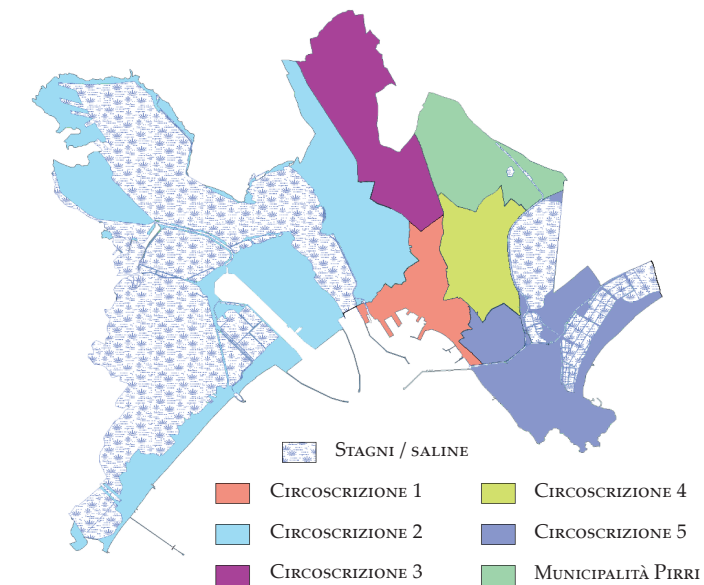 Stagni / saline
Circoscrizione 1
Circoscrizione 4
Circoscrizione 2
Circoscrizione 5
Circoscrizione 3
Municipalità Pirri